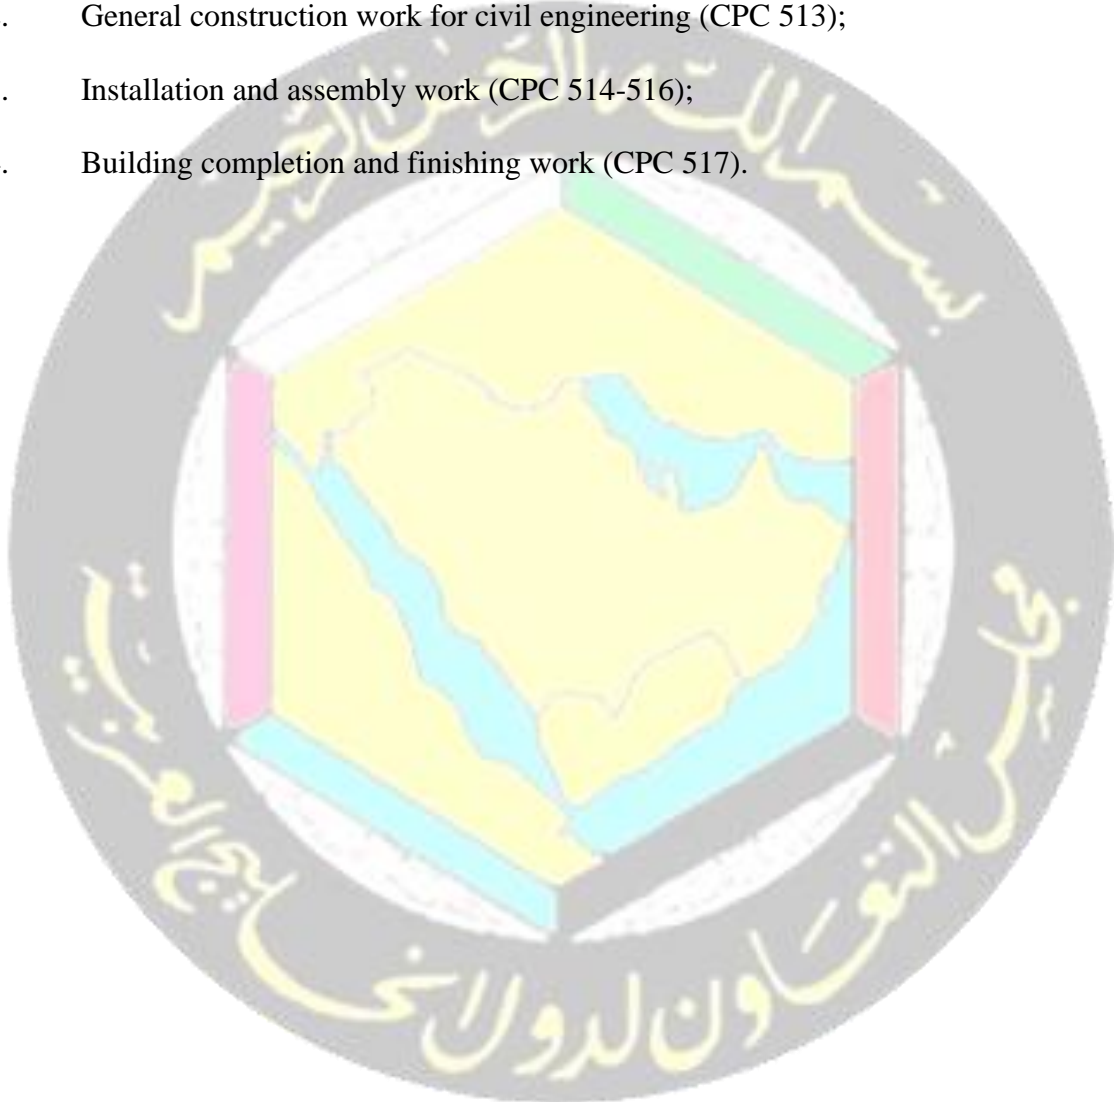 . General construction work for civil engineering (CPC 513);
. Installation and assembly work (CPC 514-516);
. Building completion and finishing work (CPC 517).
بسم الله الرحمن الرحيم
مجلس التعاون لدول الخليج العربية